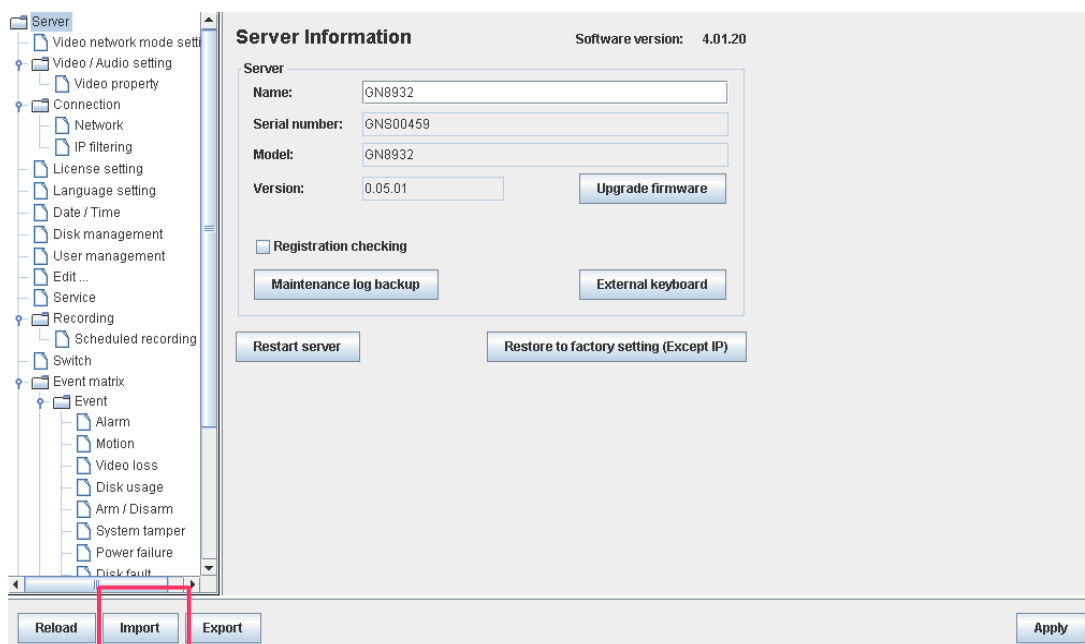 Server
Video network mode setti
Video / Audio setting
Video property
Connection
Network
IP filtering
License setting
Language setting
Date / Time
Disk management
User management
Edit ...
Service
Recording
Scheduled recording
Switch
Event matrix
Event
Alarm
Motion
Video loss
Disk usage
Arm / Disarm
System tamper
Power failure
Disk fault
Server Information
Software version: 4.01.20
Server
Name: GN8932
Serial number: GNS00459
Model: GN8932
Version: 0.05.01 Upgrade firmware
Registration checking
Maintenance log backup External keyboard
Restart server Restore to factory setting (Except IP)
Reload Import Export Apply